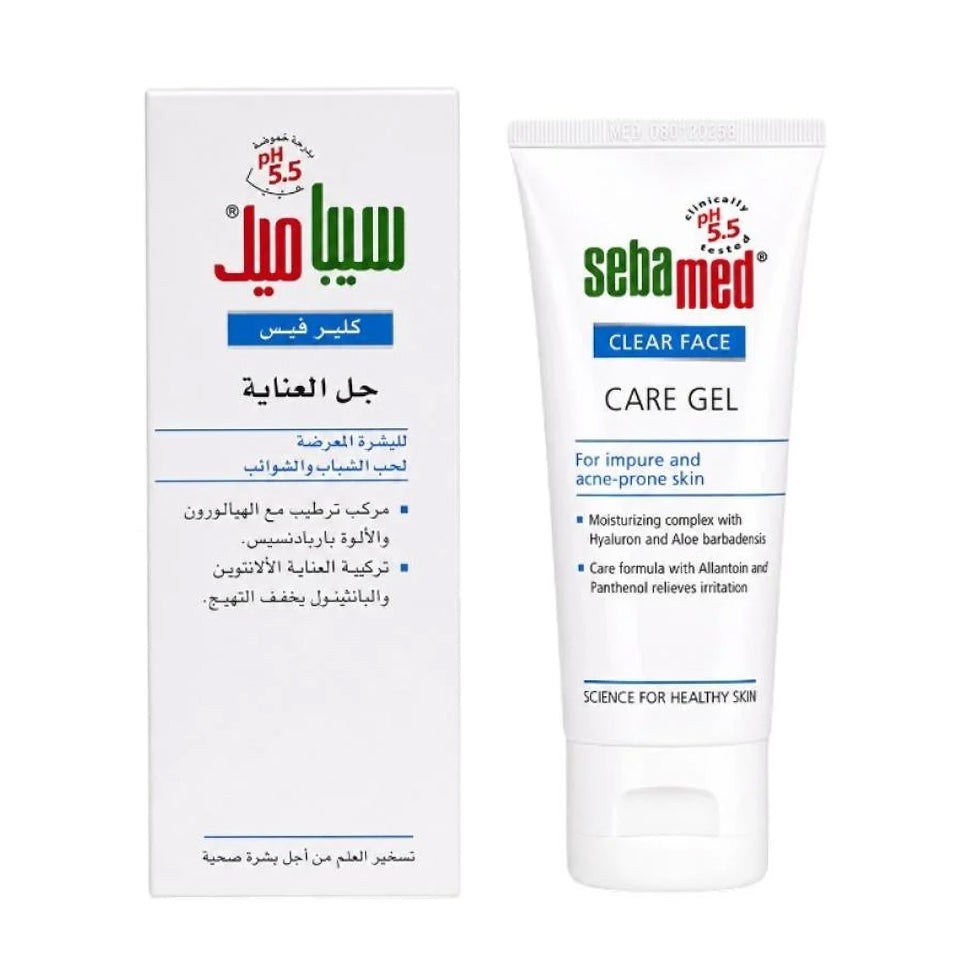 بدرجة حموضة
pH
5.5
سيباميد®
كلير فيس
جل العناية
للبشرة المعرضة
لحب الشباب والشوائب
▪ مركب ترطيب مع الهيالورون
والألوة باربادنسيس.
▪ تركيبة العناية الألانتوين
والبانثينول يخفف التهيج.
تسخير العلم من أجل بشرة صحية
clinically
pH
5.5
tested
sebamed®
CLEAR FACE
CARE GEL
For impure and
acne-prone skin
▪ Moisturizing complex with
Hyaluron and Aloe barbadensis
▪ Care formula with Allantoin and
Panthenol relieves irritation
SCIENCE FOR HEALTHY SKIN